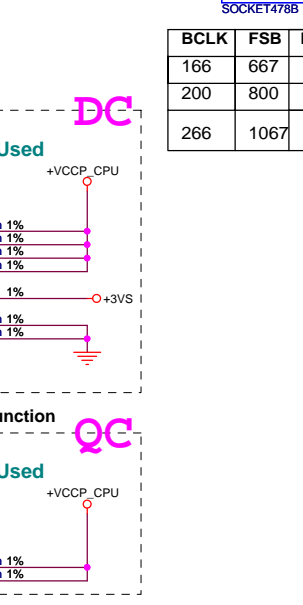 SOCKET478B
BCLK FSB
166 667
200 800
266 1067
DC
Used
+VCCP_CPU
1%
1%
1%
1%
1%
+3VS
1%
1%
QC
Used
+VCCP_CPU
1%
1%